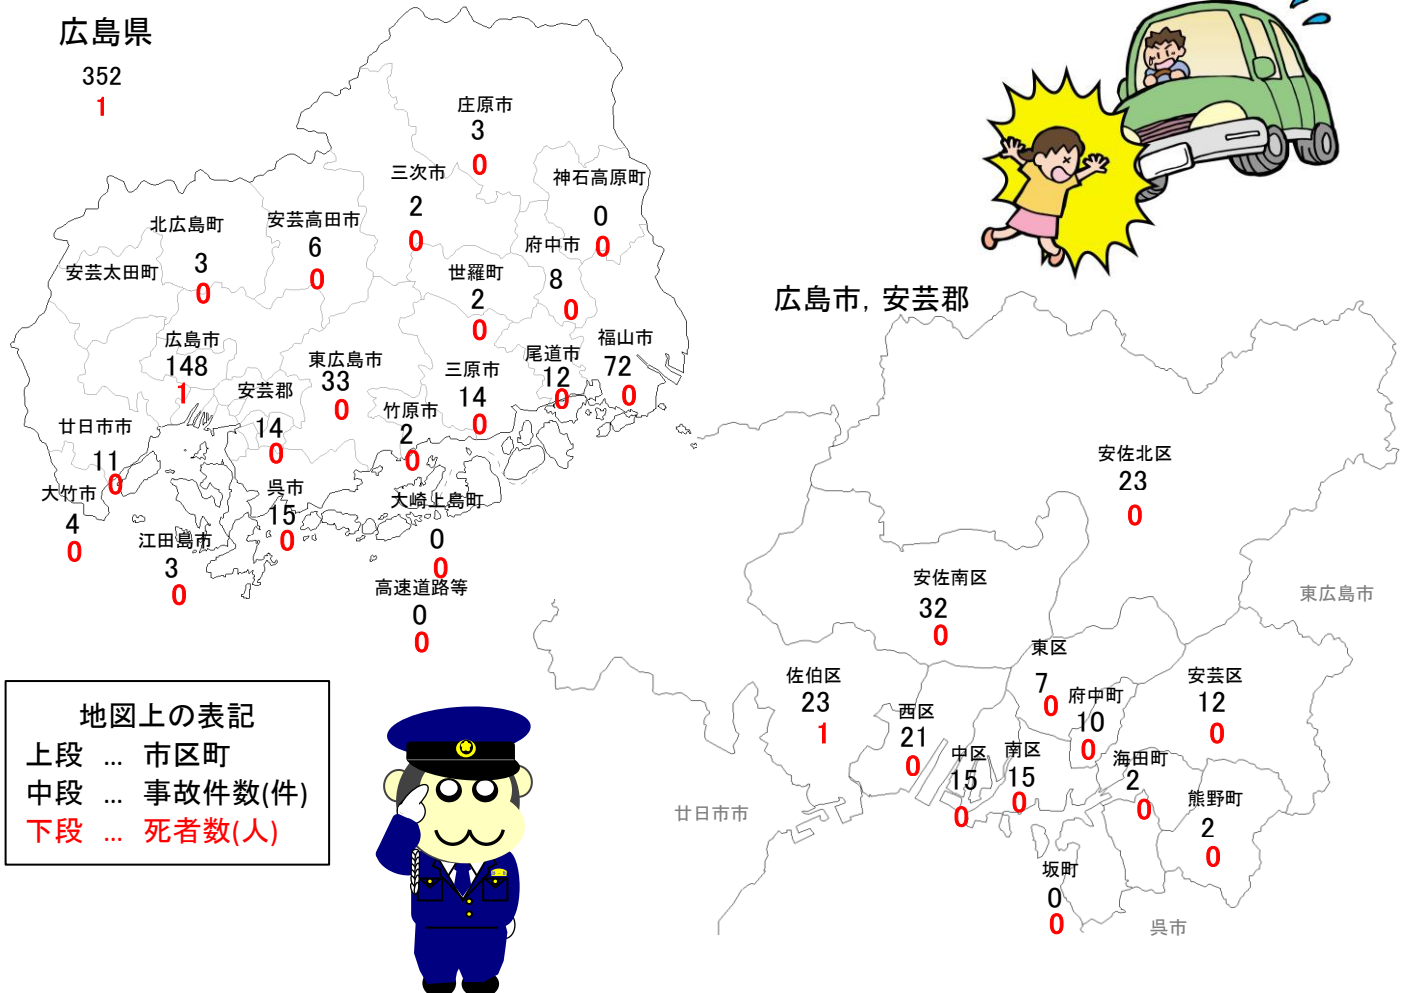 広島県
352
1
庄原市
3
0
三次市
2
0
神石高原町
0
0
北広島町
3
0
安芸高田市
6
0
府中市
8
0
安芸太田町
世羅町
2
0
広島市
148
1
東広島市
33
0
安芸郡
14
0
三原市
14
0
尾道市
12
0
福山市
72
0
竹原市
2
0
廿日市市
11
0
大竹市
4
0
呉市
15
0
大崎上島町
0
0
江田島市
3
0
高速道路等
0
0
地図上の表記
上段 … 市区町
中段 … 事故件数(件)
下段 … 死者数(人)
広島市, 安芸郡
安佐北区
23
0
安佐南区
32
0
東広島市
東区
7
0
佐伯区
23
1
西区
21
0
府中町
10
0
安芸区
12
0
中区
15
0
南区
15
0
海田町
2
0
熊野町
2
0
廿日市市
坂町
0
0
呉市